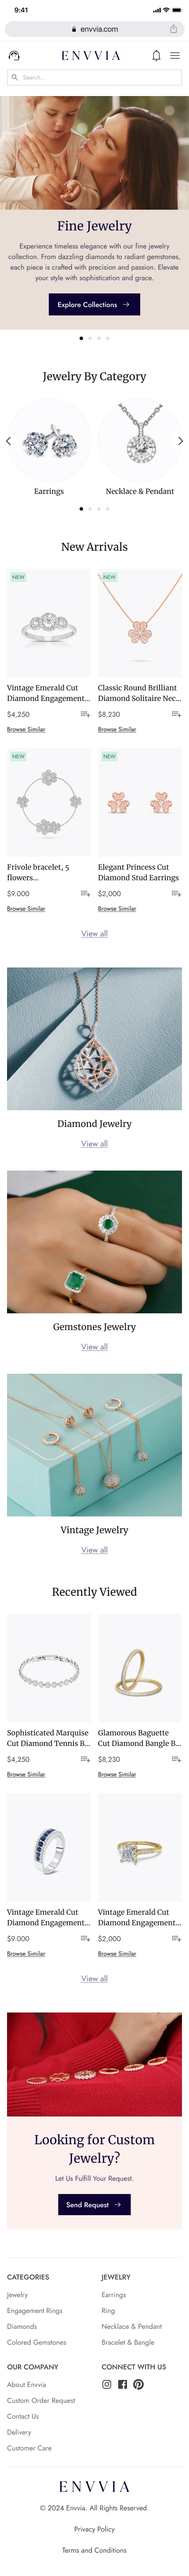 9:41
envvia.com
ENVVIA
Search...
Fine Jewelry
Experience timeless elegance with our fine jewelry
collection. From dazzling diamonds to radiant gemstones,
each piece is crafted with precision and passion. Elevate
your style with sophistication and grace.
Explore Collections
Jewelry By Category
Earrings
Necklace & Pendant
New Arrivals
NEW
Vintage Emerald Cut
Diamond Engagement...
$4,250
Browse Similar
NEW
Classic Round Brilliant
Diamond Solitaire Nec...
$8,230
Browse Similar
NEW
Frivole bracelet, 5
flowers...
$9.000
Browse Similar
NEW
Elegant Princess Cut
Diamond Stud Earrings
$2,000
Browse Similar
View all
Diamond Jewelry
View all
Gemstones Jewelry
View all
Vintage Jewelry
View all
Recently Viewed
Sophisticated Marquise
Cut Diamond Tennis B...
$4,250
Browse Similar
Glamorous Baguette
Cut Diamond Bangle B...
$8,230
Browse Similar
Vintage Emerald Cut
Diamond Engagement...
$9.000
Browse Similar
Vintage Emerald Cut
Diamond Engagement...
$2,000
Browse Similar
View all
Looking for Custom
Jewelry?
Let Us Fulfill Your Request.
Send Request
CATEGORIES
Jewelry
Engagement Rings
Diamonds
Colored Gemstones
JEWELRY
Earrings
Ring
Necklace & Pendant
Bracelet & Bangle
OUR COMPANY
About Envvia
Custom Order Request
Contact Us
Delivery
Customer Care
CONNECT WITH US
ENVVIA
© 2024 Envvia. All Rights Reserved.
Privacy Policy
Terms and Conditions